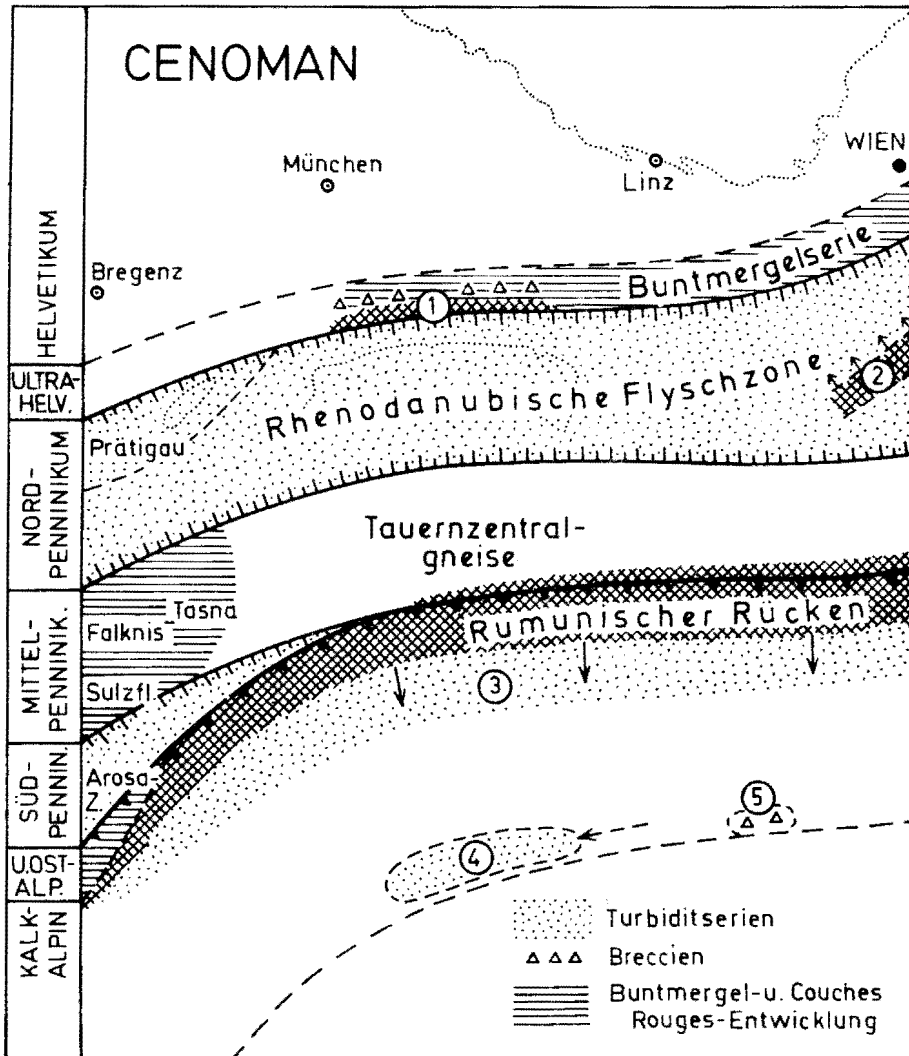 CENOMAN
München
Linz
WIEN
Bregenz
Buntmergelserie
1
Rhenodanubische Flyschzone
2
Prätigau
Tauernzentral-
gneise
Tasna
Falknis
Rumunischer Rücken
Sulzfl.
3
Arosa-
Z.
5
4
HELVETIKUM
ULTRA-
HELV.
NORD-
PENNINIKUM
MITTEL-
PENNINIK.
SÜD-
PENNIN.
U.OST-
ALP.
KALK-
ALPIN
Turbiditserien
Breccien
Buntmergel-u. Couches
Rouges-Entwicklung